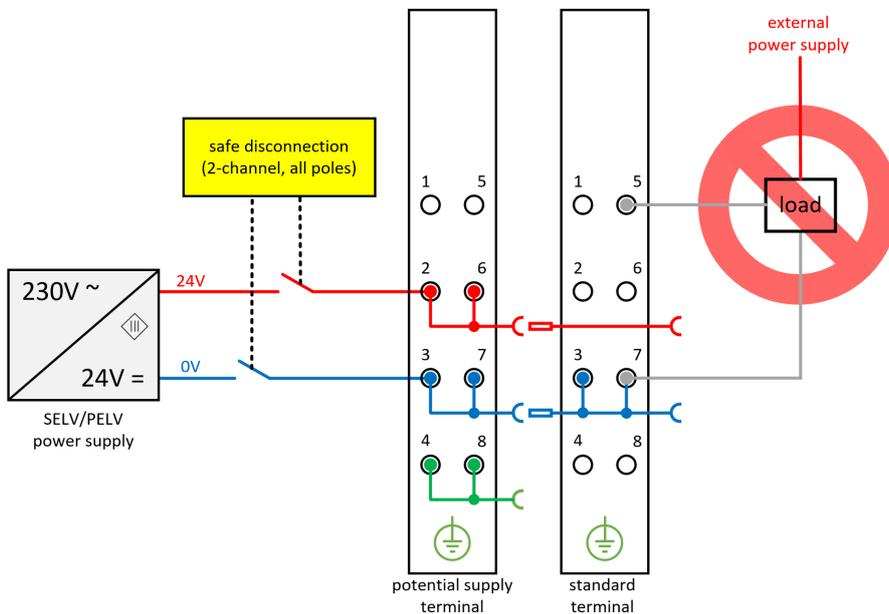 external
power supply
safe disconnection
(2-channel, all poles)
1 5
1 5
load
2 6
2 6
24V
230V ~
III
24V =
0V
3 7
3 7
SELV/PELV
power supply
4 8
4 8
potential supply
terminal
standard
terminal